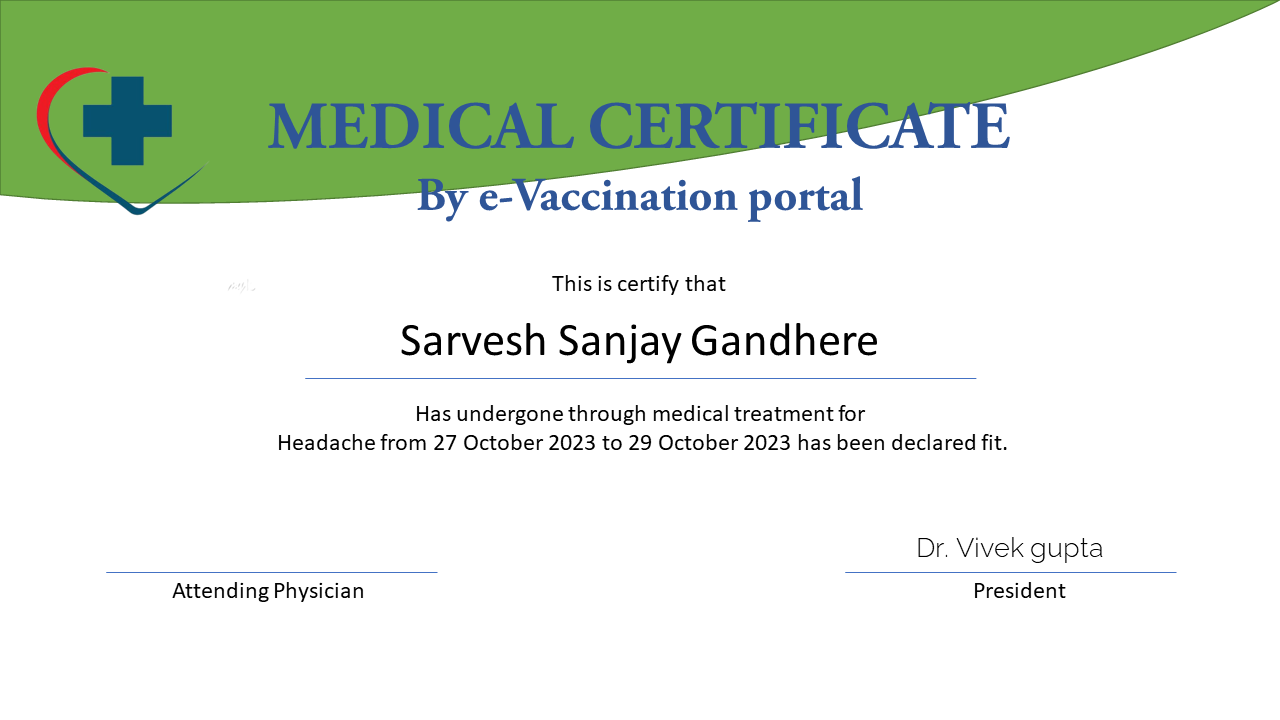 MEDICAL CERTIFICATE
By e-Vaccination portal
This is certify that
Sarvesh Sanjay Gandhere
Has undergone through medical treatment for
Headache from 27 October 2023 to 29 October 2023 has been declared fit.
Dr. Vivek gupta
Attending Physician
President